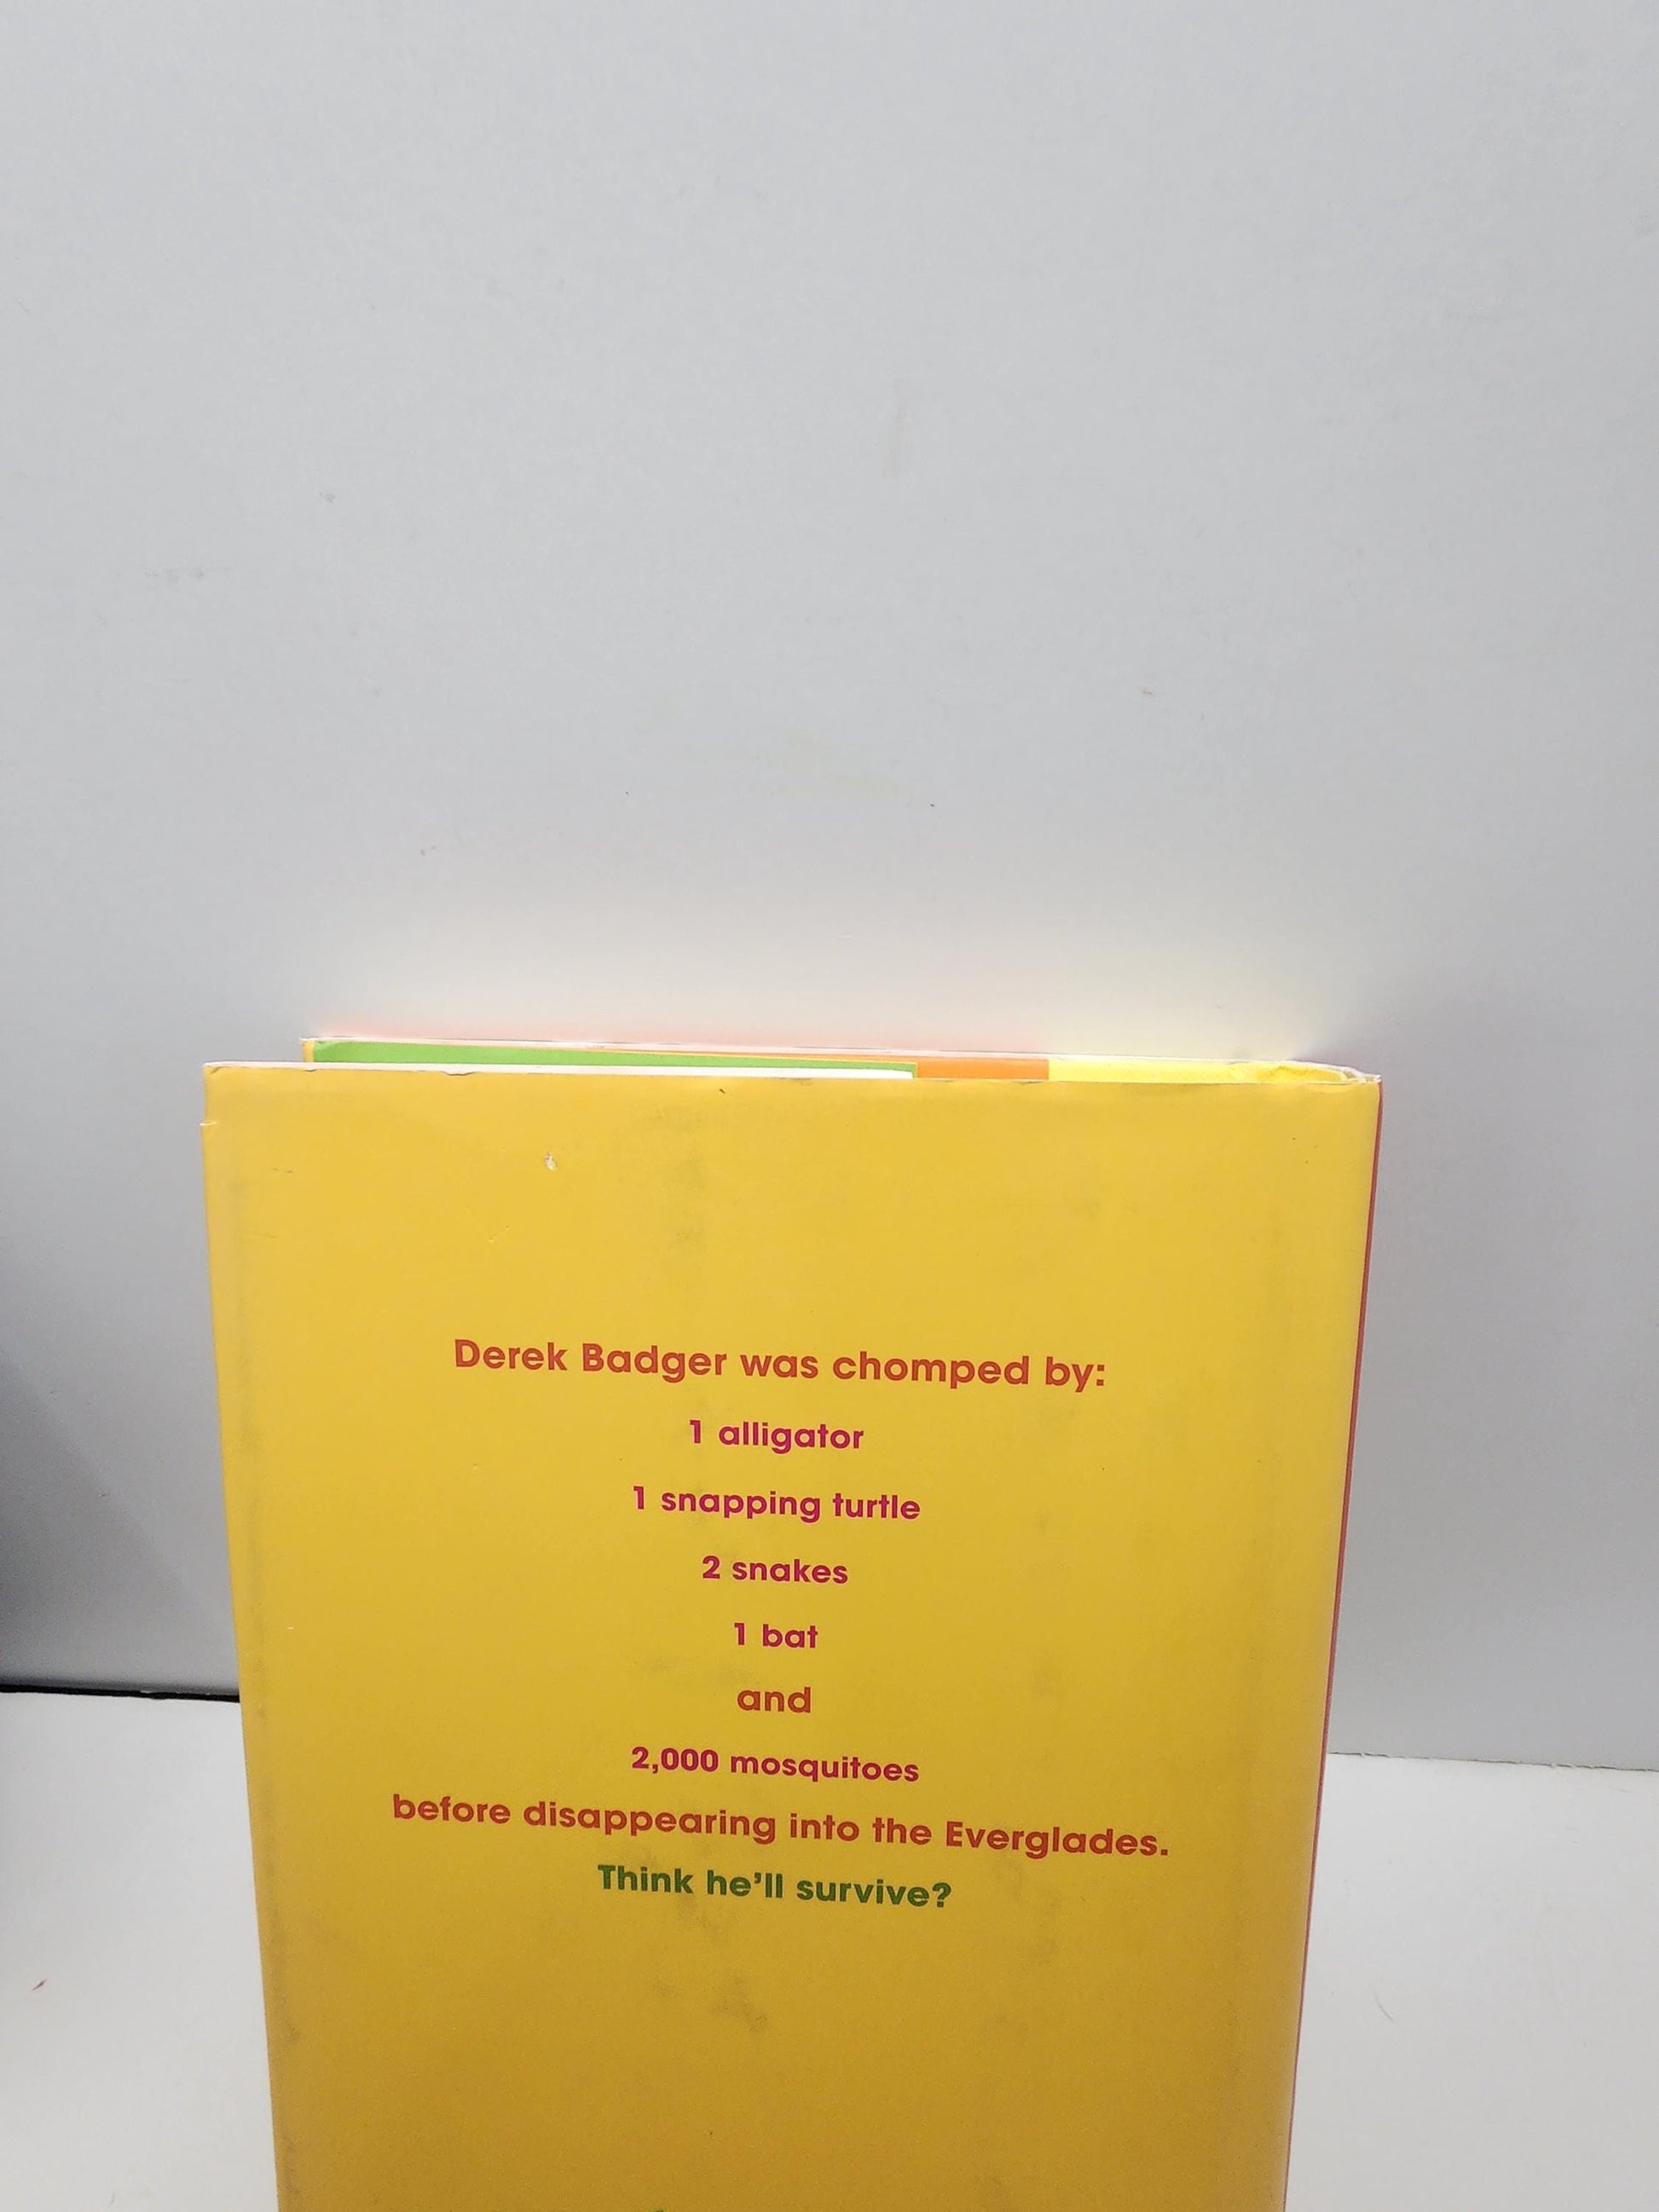 Derek Badger was chomped by:
1 alligator
1 snapping turtle
2 snakes
1 bat
and
2,000 mosquitoes
before disappearing into the Everglades.
Think he'll survive?